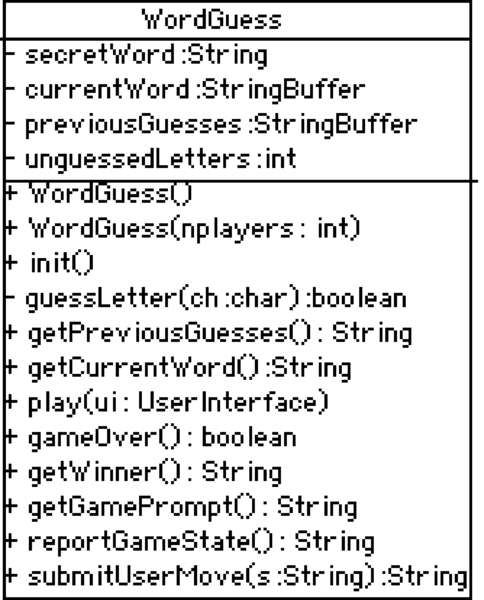 WordGuess
- secretWord :String
- currentWord :StringBuffer
- previousGuesses :StringBuffer
- unguessedLetters :int
+ WordGuess()
+ WordGuess(nplayers : int)
+ init()
- guessLetter(ch :char) :boolean
+ getPreviousGuesses() : String
+ getCurrentWord() :String
+ play(ui : UserInterface)
+ gameOver() : boolean
+ getWinner() : String
+ getGamePrompt() : String
+ reportGameState() : String
+ submitUserMove(s :String) :String